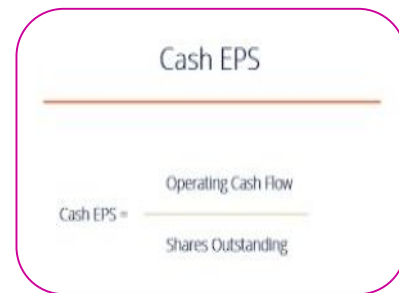 Cash EPS
Operating Cash Flow
Cash EPS =
Shares Outstanding